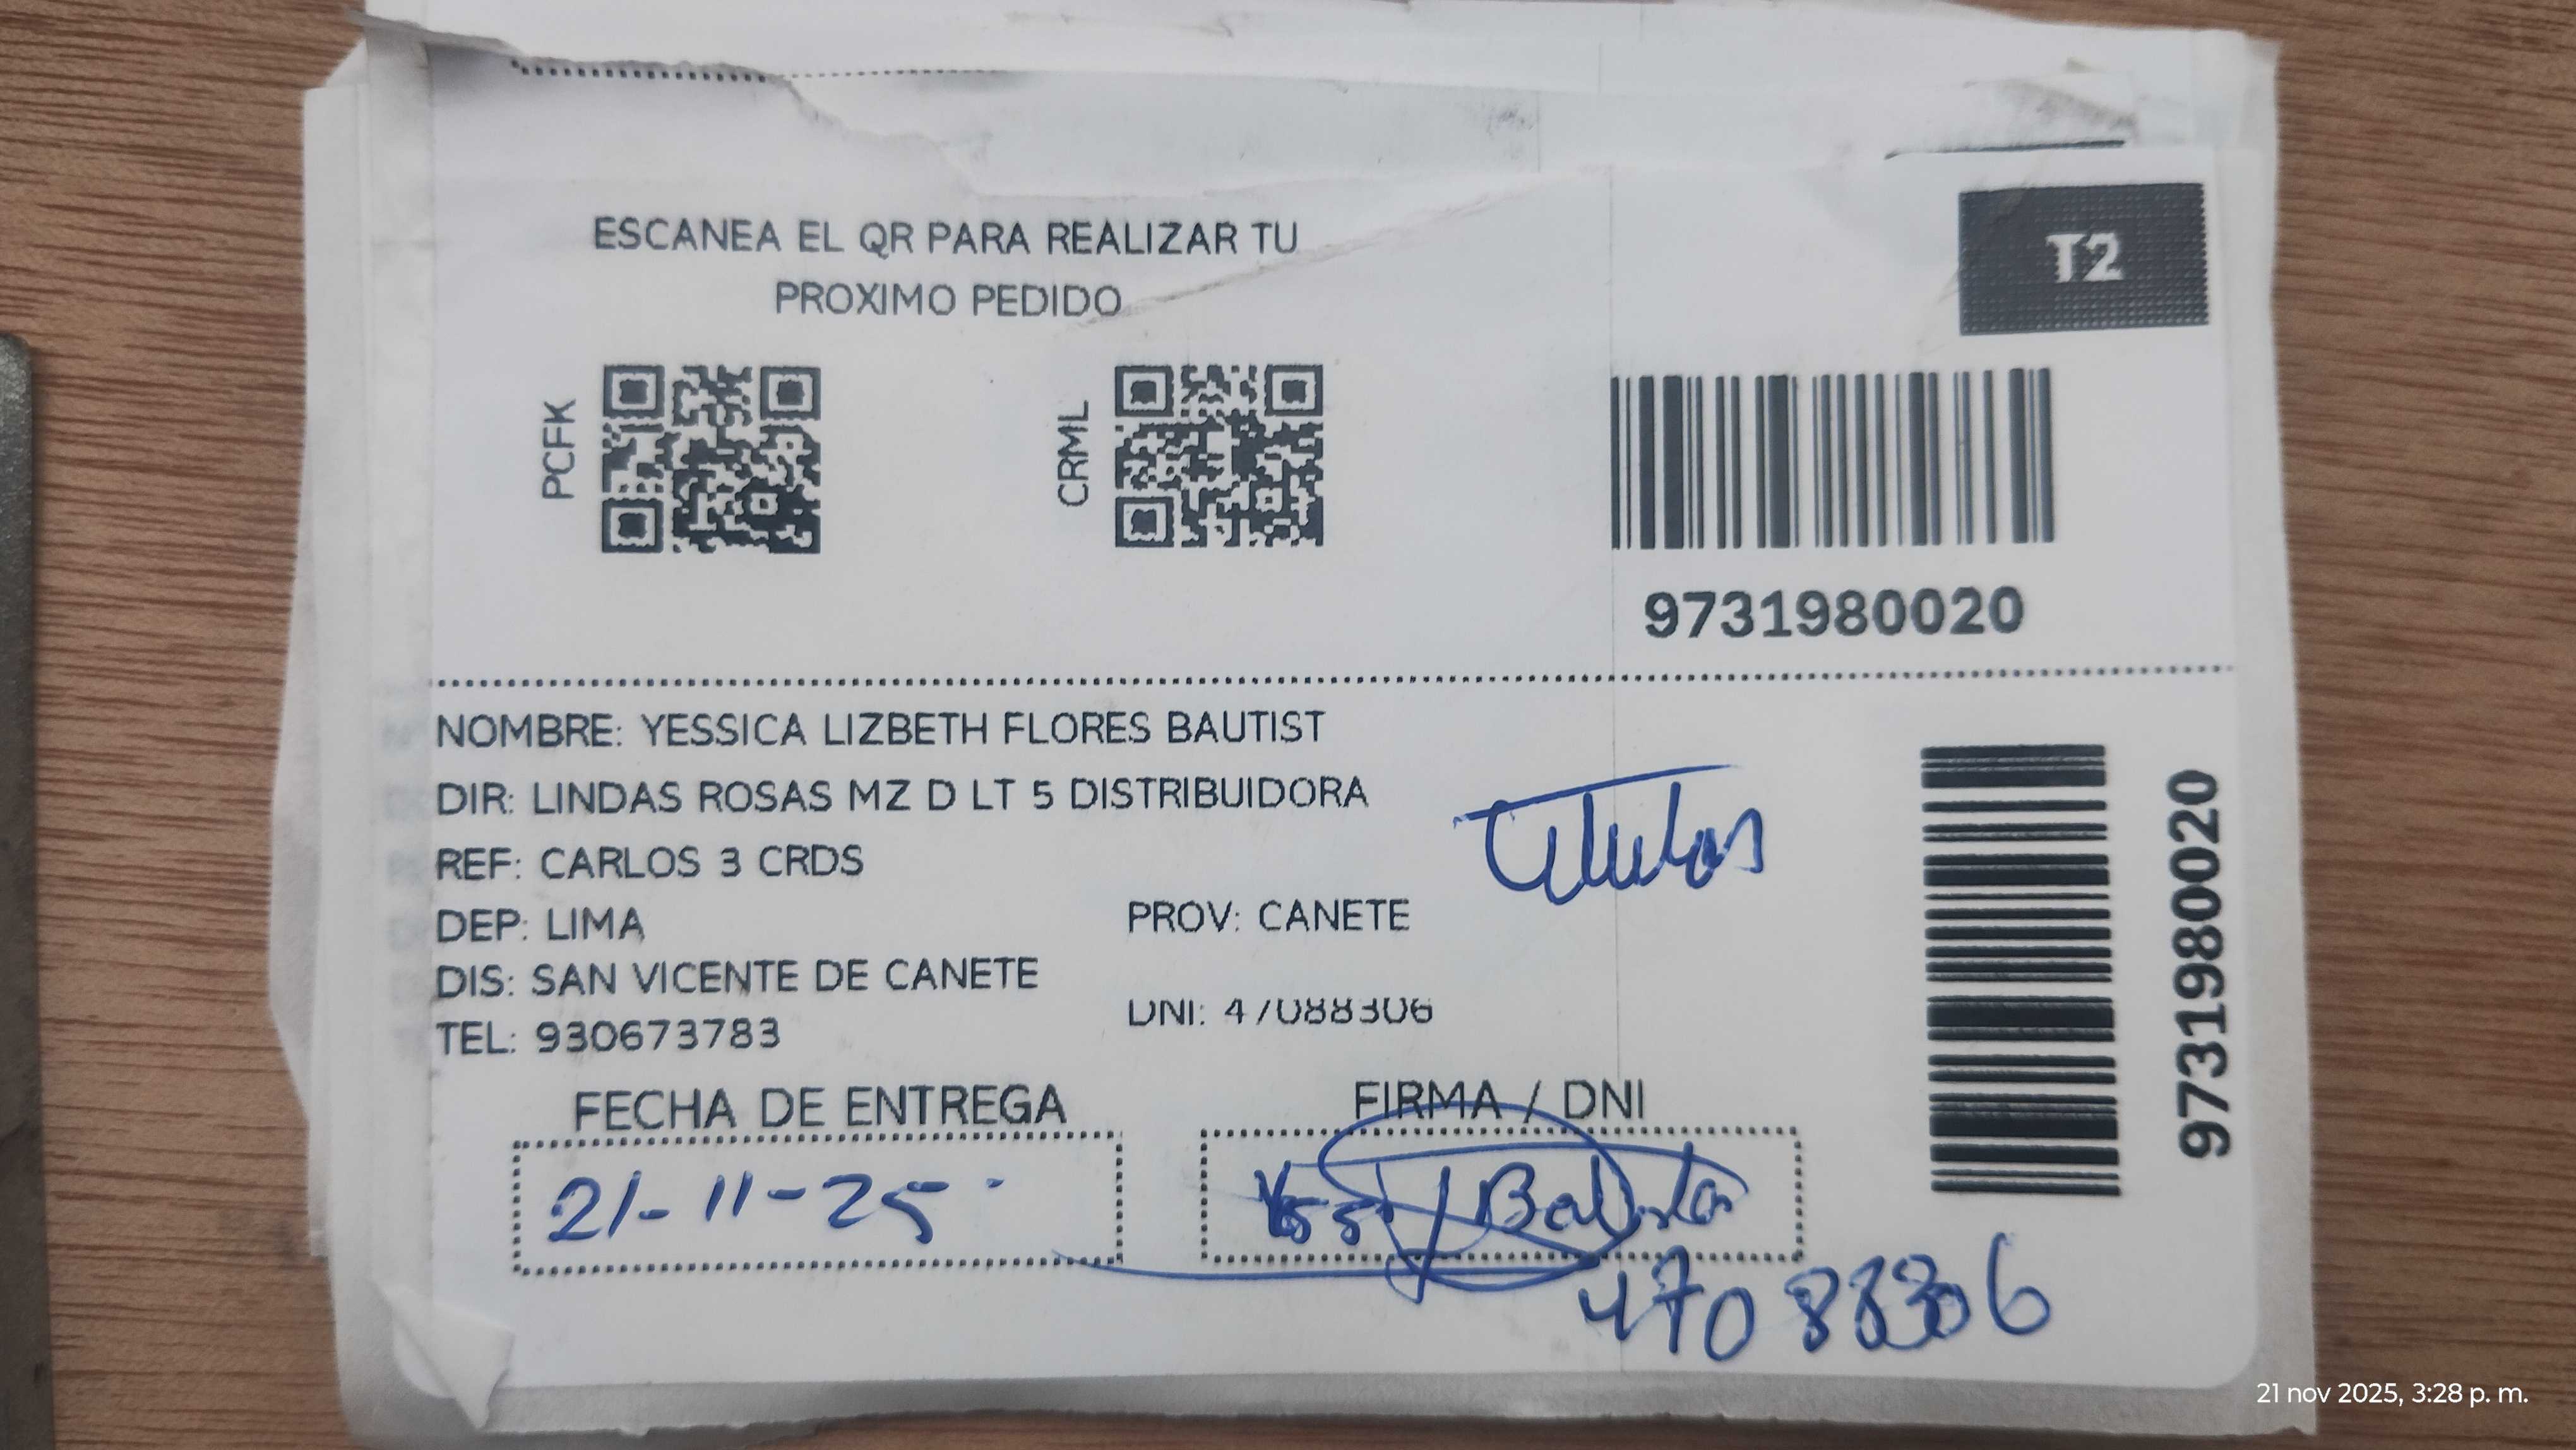 ESCANEA EL QR PARA REALIZAR TU
PROXIMO PEDIDO
T2
PCFK
CRML
9731980020
NOMBRE: YESSICA LIZBETH FLORES BAUTIST
DIR: LINDAS ROSAS MZ D LT 5 DISTRIBUIDORA
REF: CARLOS 3 CRDS
DEP: LIMA
PROV: CANETE
DIS: SAN VICENTE DE CANETE
DNI: 47088306
TEL: 930673783
9731980020
FECHA DE ENTREGA
FIRMA / DNI
21-11-25
47088306
21 nov 2025, 3:28 p. m.